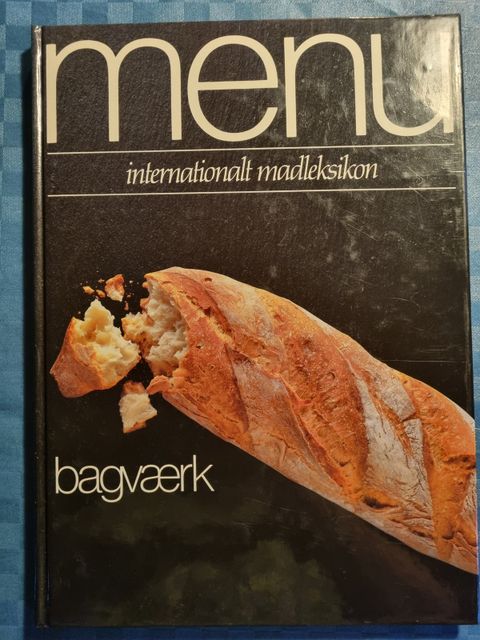 menu
internationalt madleksikon
bagværk